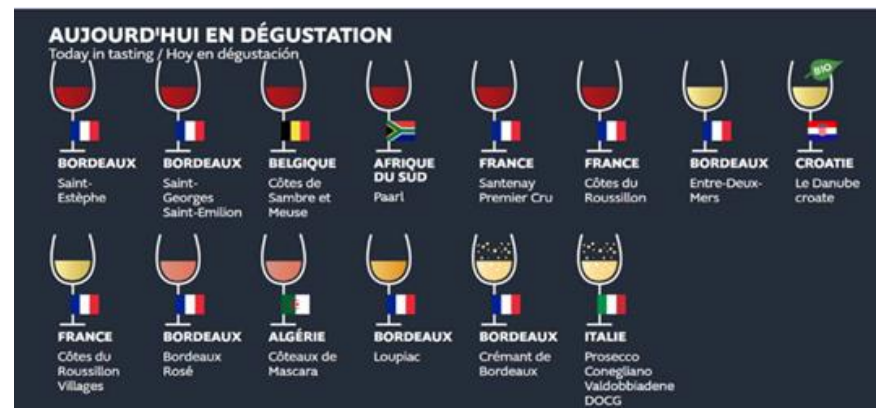 AUJOURD'HUI EN DÉGUSTATION
Today in tasting / Hoy en dégustación
BIO
BORDEAUX
Saint-
Estèphe
BORDEAUX
Saint-
Georges
Saint-Emilion
BELGIQUE
Côtes de
Sambre et
Meuse
AFRIQUE
DU SUD
Paarl
FRANCE
Santenay
Premier Cru
FRANCE
Côtes du
Roussillon
BORDEAUX
Entre-Deux-
Mers
CROATIE
Le Danube
croate
FRANCE
Côtes du
Roussillon
Villages
BORDEAUX
Bordeaux
Rosé
ALGÉRIE
Côteaux de
Mascara
BORDEAUX
Loupiac
BORDEAUX
Crémant de
Bordeaux
ITALIE
Prosecco
Conegliano
Valdobbiadene
DOCG